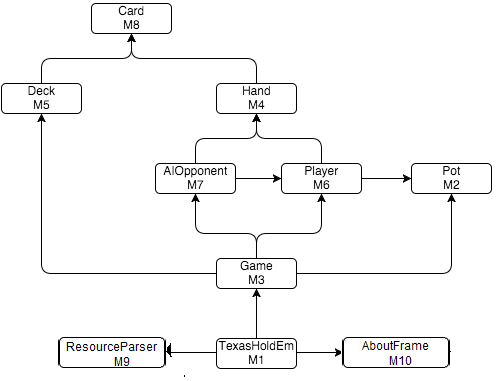 Card
M8
Deck
M5
Hand
M4
AIOpponent
M7
Player
M6
Pot
M2
Game
M3
ResourceParser
M9
TexasHoldEm
M1
AboutFrame
M10